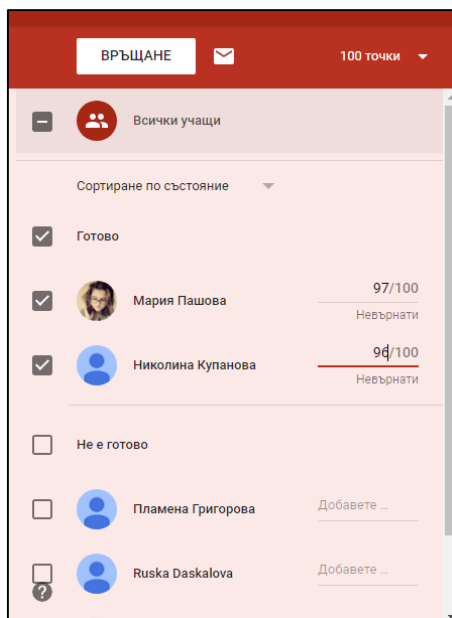 ВРЪЩАНЕ 100 точки
Всички учащи
Сортиране по състояние
Готово
Мария Пашова 97/100
Невърнати
Николина Купанова 96/100
Невърнати
Не е готово
Пламена Григорова Добавете ...
Ruska Daskalova Добавете ...
?